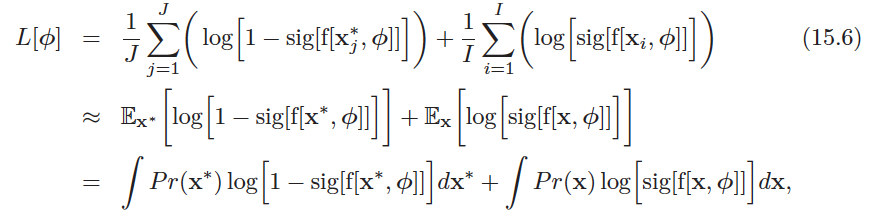 L[ϕ] = 1/J ∑_{j=1}^{J} ( log[1 − sig[f[x*_j, ϕ]]] ) + 1/I ∑_{i=1}^{I} ( log[sig[f[x_i, ϕ]]] ) (15.6)
≈ 𝔼_{x*} [log[1 − sig[f[x*, ϕ]]]] + 𝔼_x [log[sig[f[x, ϕ]]]]
= ∫ Pr(x*) log[1 − sig[f[x*, ϕ]]] dx* + ∫ Pr(x) log[sig[f[x, ϕ]]] dx,